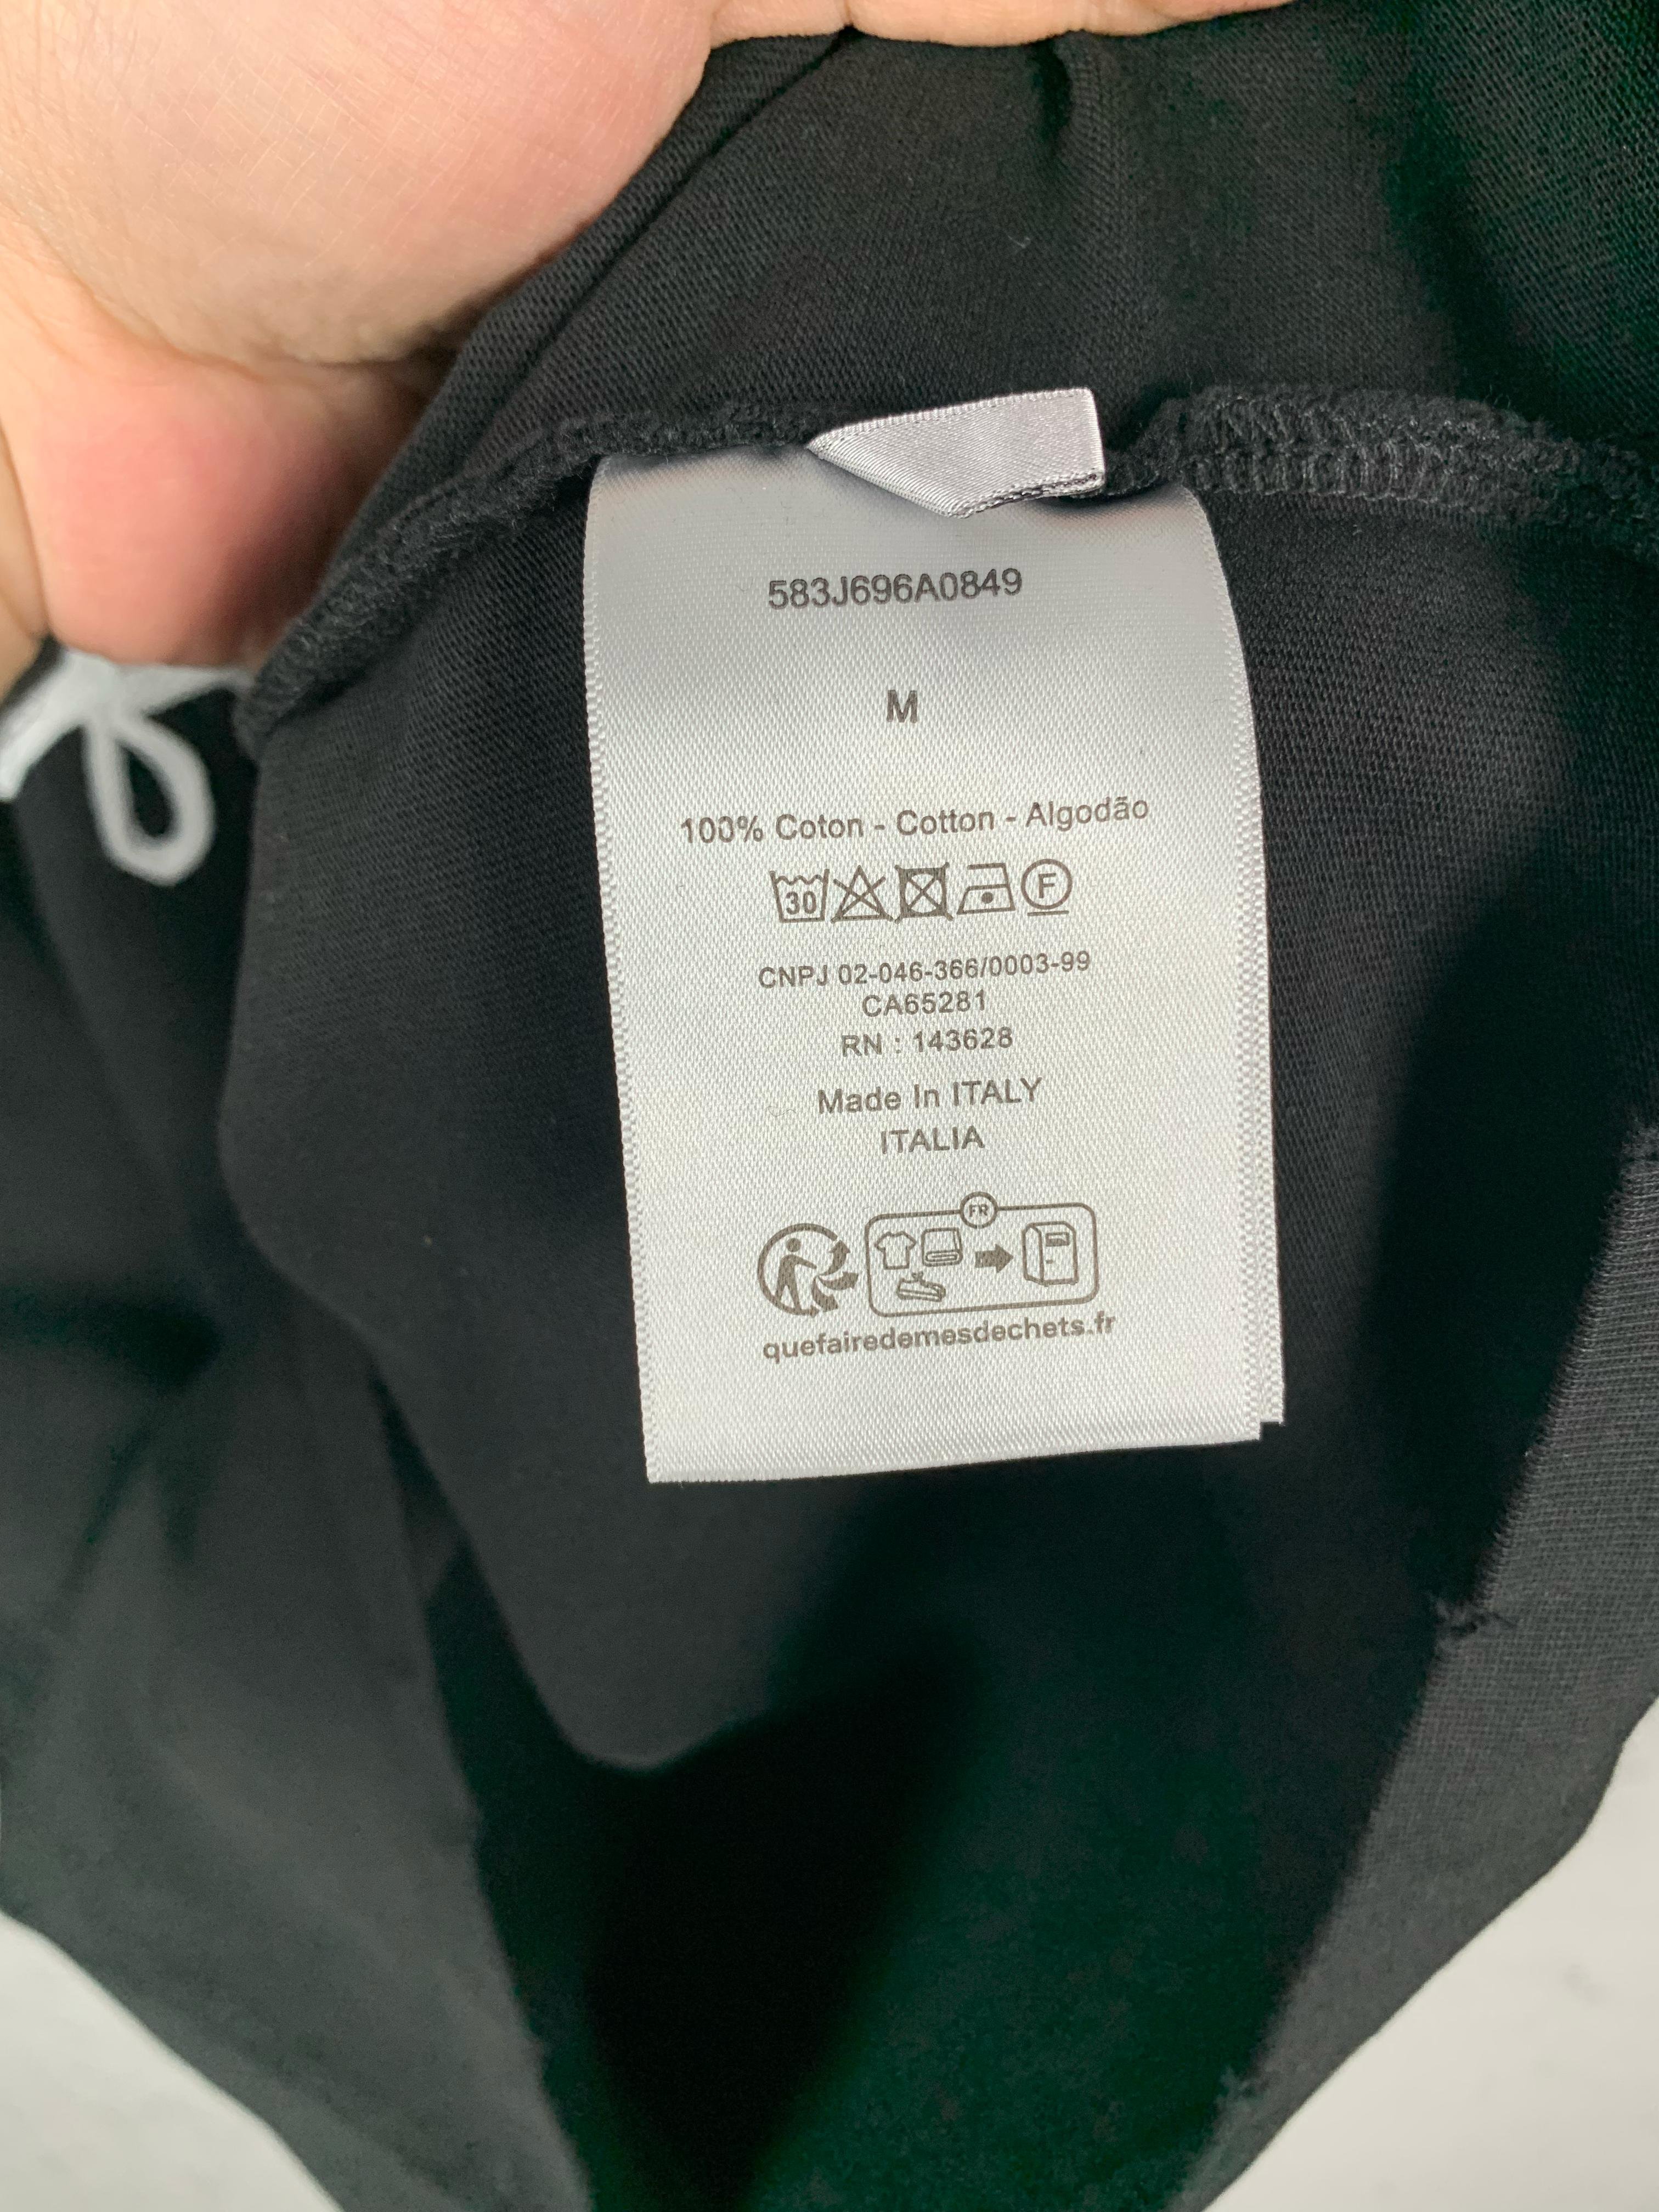 583J696A0849
M
100% Coton - Cotton - Algodão
30 F
CNPJ 02-046-366/0003-99
CA65281
RN : 143628
Made In ITALY
ITALIA
FR
quefairedemesdechets.fr